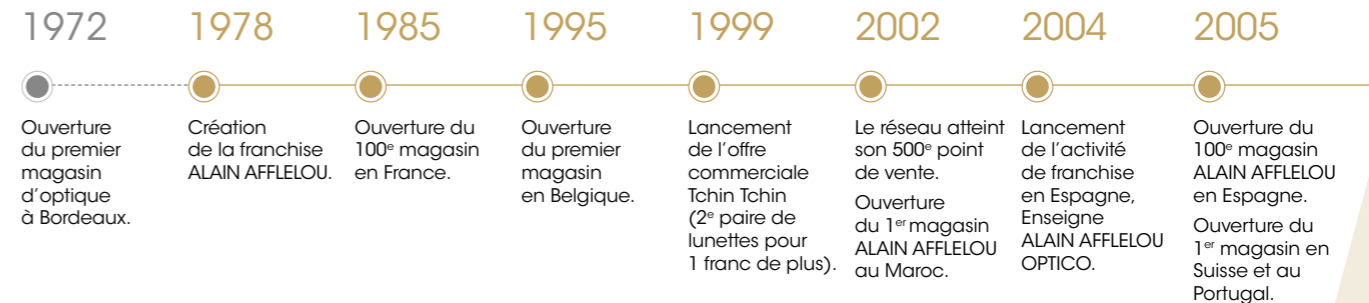 1972
Ouverture
du premier
magasin
d'optique
à Bordeaux.
1978
Création
de la franchise
ALAIN AFFLELOU.
1985
Ouverture du
100e magasin
en France.
1995
Ouverture
du premier
magasin
en Belgique.
1999
Lancement
de l'offre
commerciale
Tchin Tchin
(2e paire de
lunettes pour
1 franc de plus).
2002
Le réseau atteint
son 500e point
de vente.
Ouverture
du 1er magasin
ALAIN AFFLELOU
au Maroc.
2004
Lancement
de l'activité
de franchise
en Espagne,
Enseigne
ALAIN AFFLELOU
OPTICO.
2005
Ouverture du
100e magasin
ALAIN AFFLELOU
en Espagne.
Ouverture du
1er magasin en
Suisse et au
Portugal.